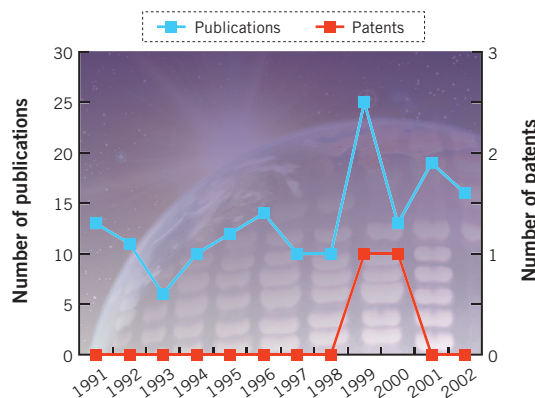 Publications Patents
30
25
20
15
10
5
0
Number of publications
3
2
1
0
Number of patents
1991 1992 1993 1994 1995 1996 1997 1998 1999 2000 2001 2002